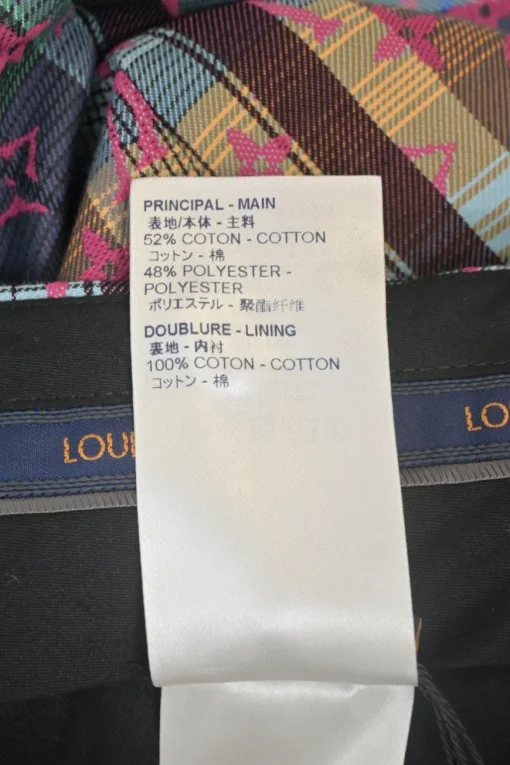 PRINCIPAL - MAIN
表地/本体 - 主料
52% COTON - COTTON
コットン - 棉
48% POLYESTER -
POLYESTER
ポリエステル - 聚酯纤维
DOUBLURE - LINING
裏地 - 内衬
100% COTON - COTTON
コットン - 棉
LOUI
LO